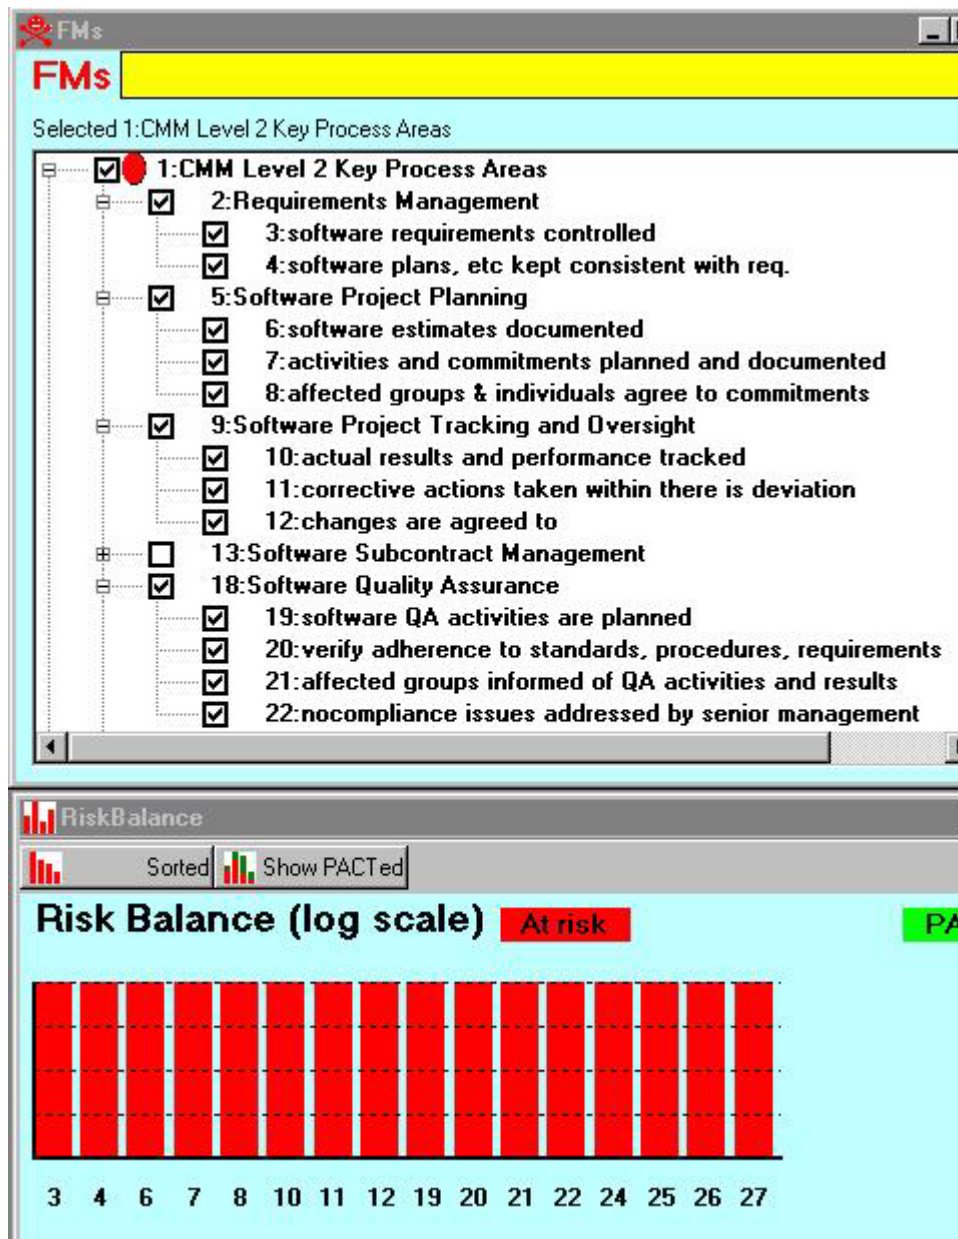 FMs
FMs
Selected 1:CMM Level 2 Key Process Areas
1:CMM Level 2 Key Process Areas
2:Requirements Management
3:software requirements controlled
4:software plans, etc kept consistent with req.
5:Software Project Planning
6:software estimates documented
7:activities and commitments planned and documented
8:affected groups & individuals agree to commitments
9:Software Project Tracking and Oversight
10:actual results and performance tracked
11:corrective actions taken within there is deviation
12:changes are agreed to
13:Software Subcontract Management
18:Software Quality Assurance
19:software QA activities are planned
20:verify adherence to standards, procedures, requirements
21:affected groups informed of QA activities and results
22:nocompliance issues addressed by senior management
RiskBalance
Sorted Show PACTed
Risk Balance (log scale) At risk PA
3 4 6 7 8 10 11 12 19 20 21 22 24 25 26 27